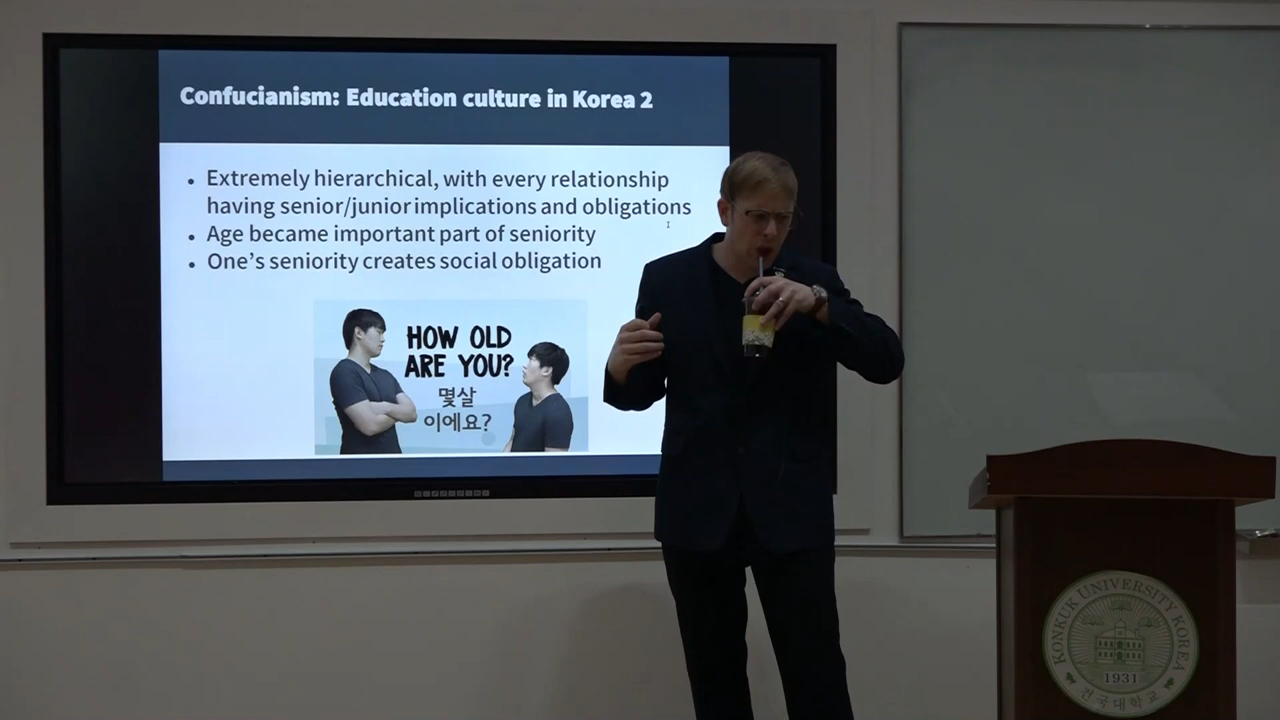 Confucianism: Education culture in Korea 2
• Extremely hierarchical, with every relationship
having senior/junior implications and obligations
• Age became important part of seniority
• One's seniority creates social obligation
HOW OLD
ARE YOU?
몇살
이에요?
KONKUK UNIVERSITY KOREA
1931
건국대학교